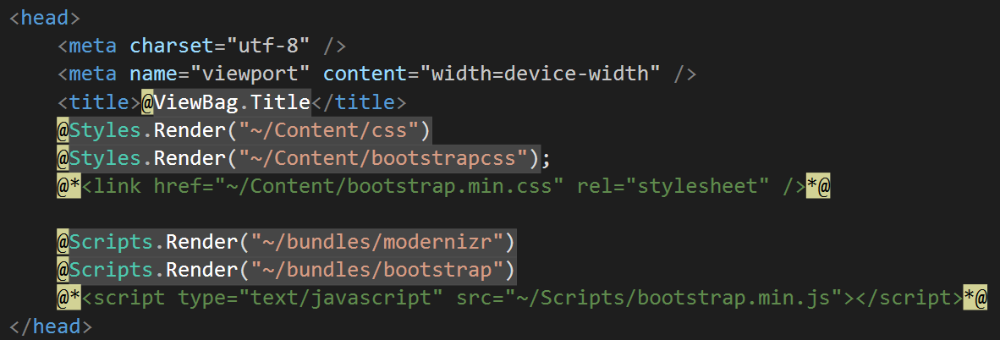 <head>
    <meta charset="utf-8" />
    <meta name="viewport" content="width=device-width" />
    <title>@ViewBag.Title</title>
    @Styles.Render("~/Content/css")
    @Styles.Render("~/Content/bootstrapcss");
    @*<link href="~/Content/bootstrap.min.css" rel="stylesheet" />*@

    @Scripts.Render("~/bundles/modernizr")
    @Scripts.Render("~/bundles/bootstrap")
    @*<script type="text/javascript" src="~/Scripts/bootstrap.min.js"></script>*@
</head>